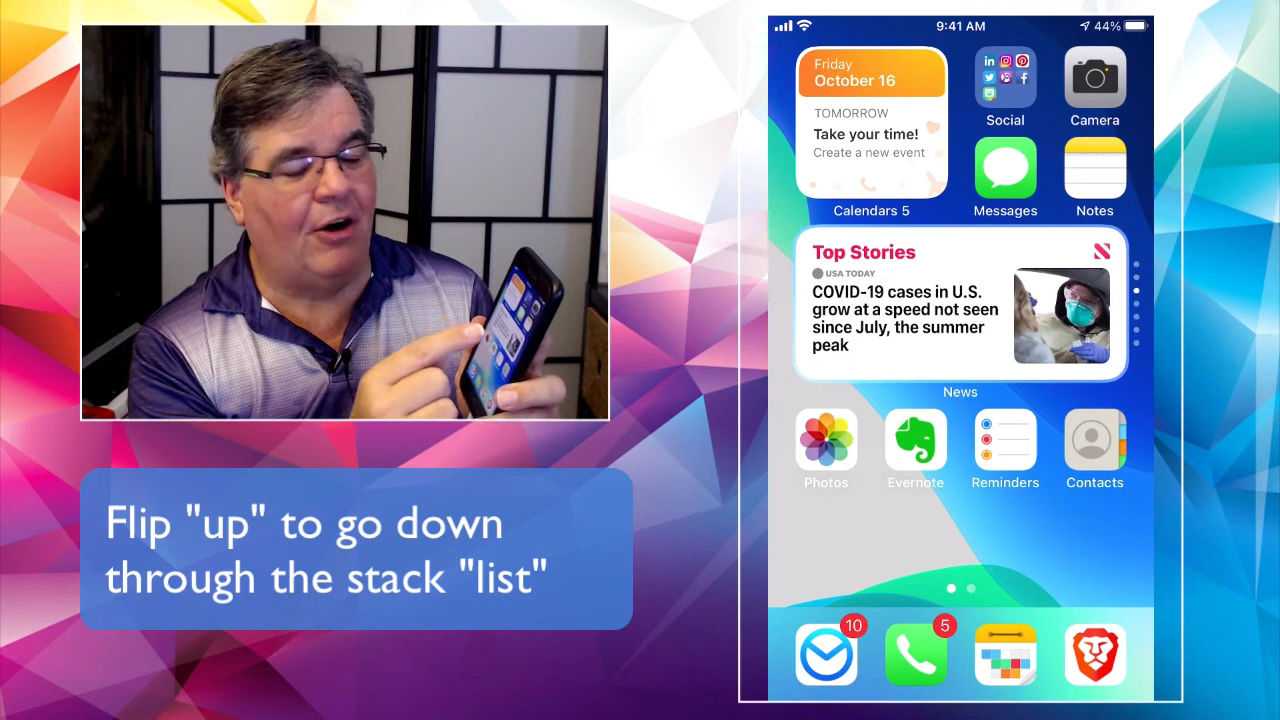 9:41 AM
44%
Friday
October 16
TOMORROW
Take your time!
Create a new event
Calendars 5
Social
Camera
Messages
Notes
Top Stories
USA TODAY
COVID-19 cases in U.S.
grow at a speed not seen
since July, the summer
peak
News
Photos
Evernote
Reminders
Contacts
10
5
Flip "up" to go down
through the stack "list"